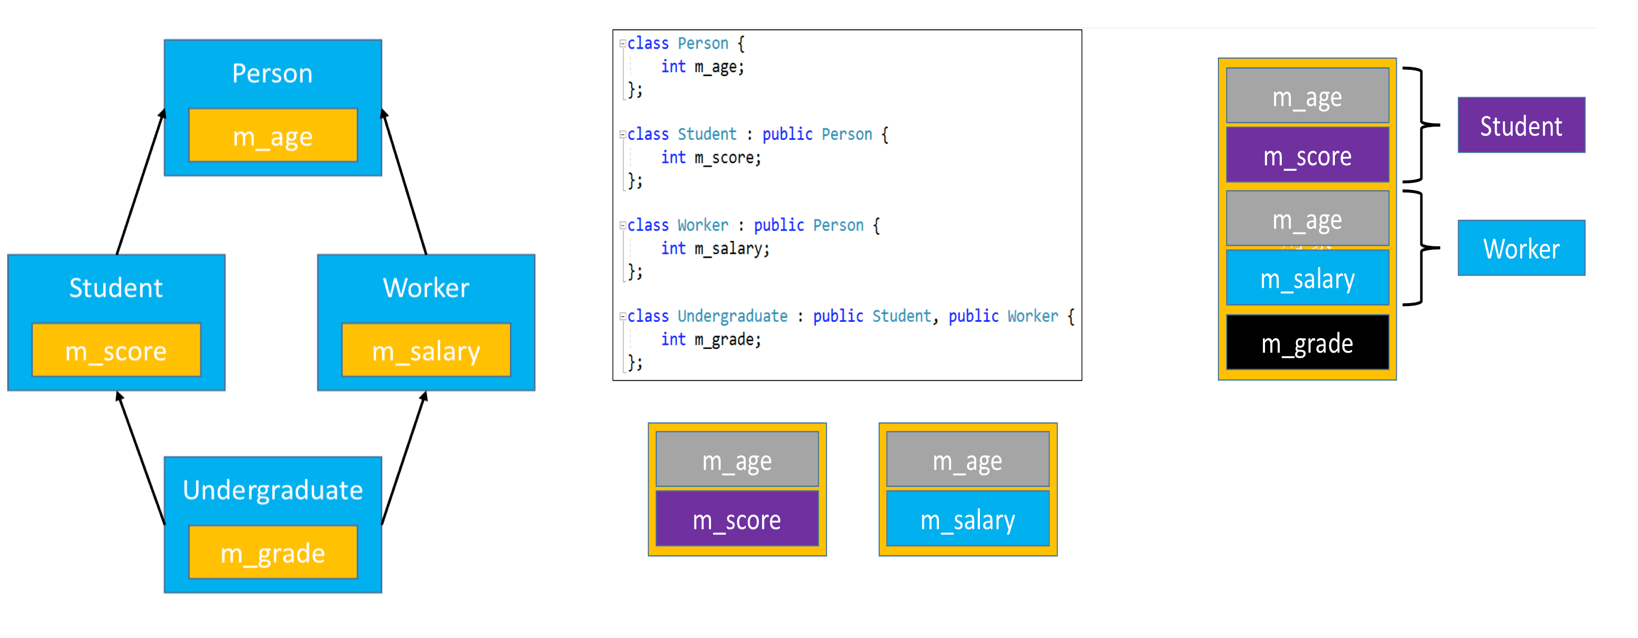 Person
m_age
Student
m_score
Worker
m_salary
Undergraduate
m_grade
class Person {
    int m_age;
};
class Student : public Person {
    int m_score;
};
class Worker : public Person {
    int m_salary;
};
class Undergraduate : public Student, public Worker {
    int m_grade;
};
m_age
m_score
m_age
m_salary
m_age
m_score
Student
m_age
m_salary
Worker
m_grade